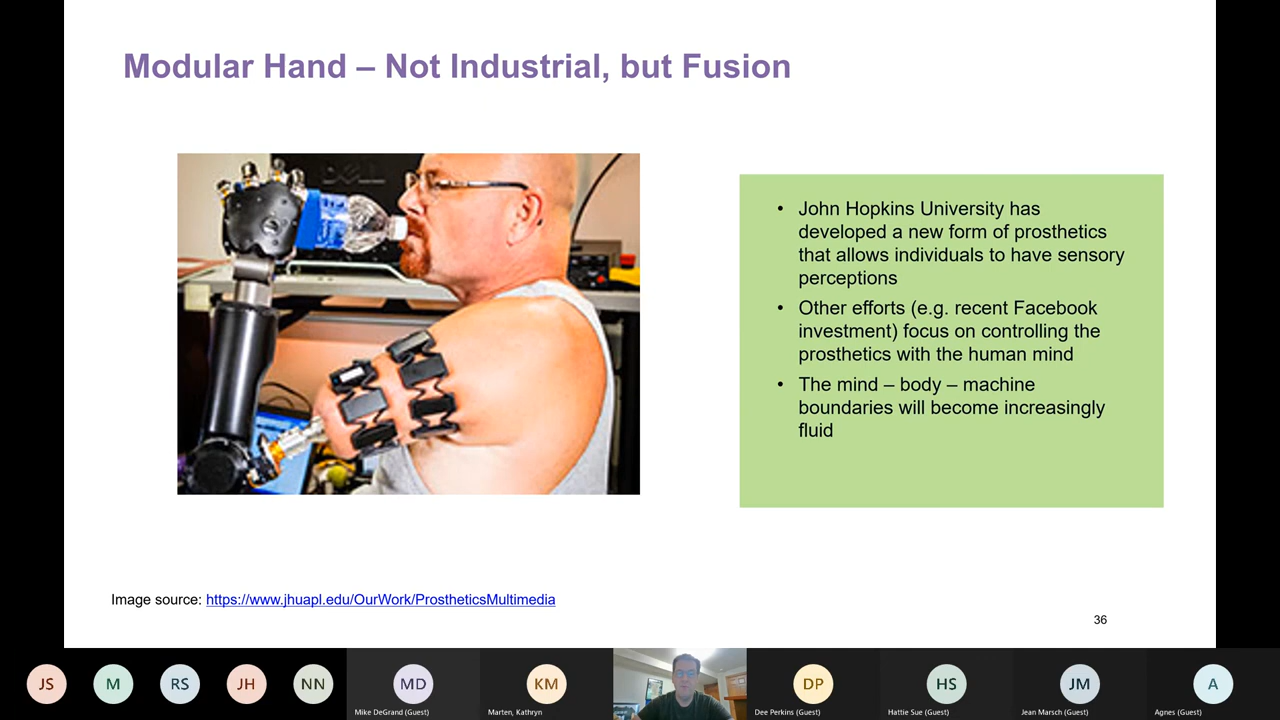 Modular Hand – Not Industrial, but Fusion
DELL
• John Hopkins University has
developed a new form of prosthetics
that allows individuals to have sensory
perceptions
• Other efforts (e.g. recent Facebook
investment) focus on controlling the
prosthetics with the human mind
• The mind – body – machine
boundaries will become increasingly
fluid
Image source: https://www.jhuapl.edu/OurWork/ProstheticsMultimedia
36
JS
M
RS
JH
NN
MD
KM
DP
HS
JM
A
Mike DeGrand (Guest)
Marten, Kathryn
Dee Perkins (Guest)
Hattie Sue (Guest)
Jean Marsch (Guest)
Agnes (Guest)